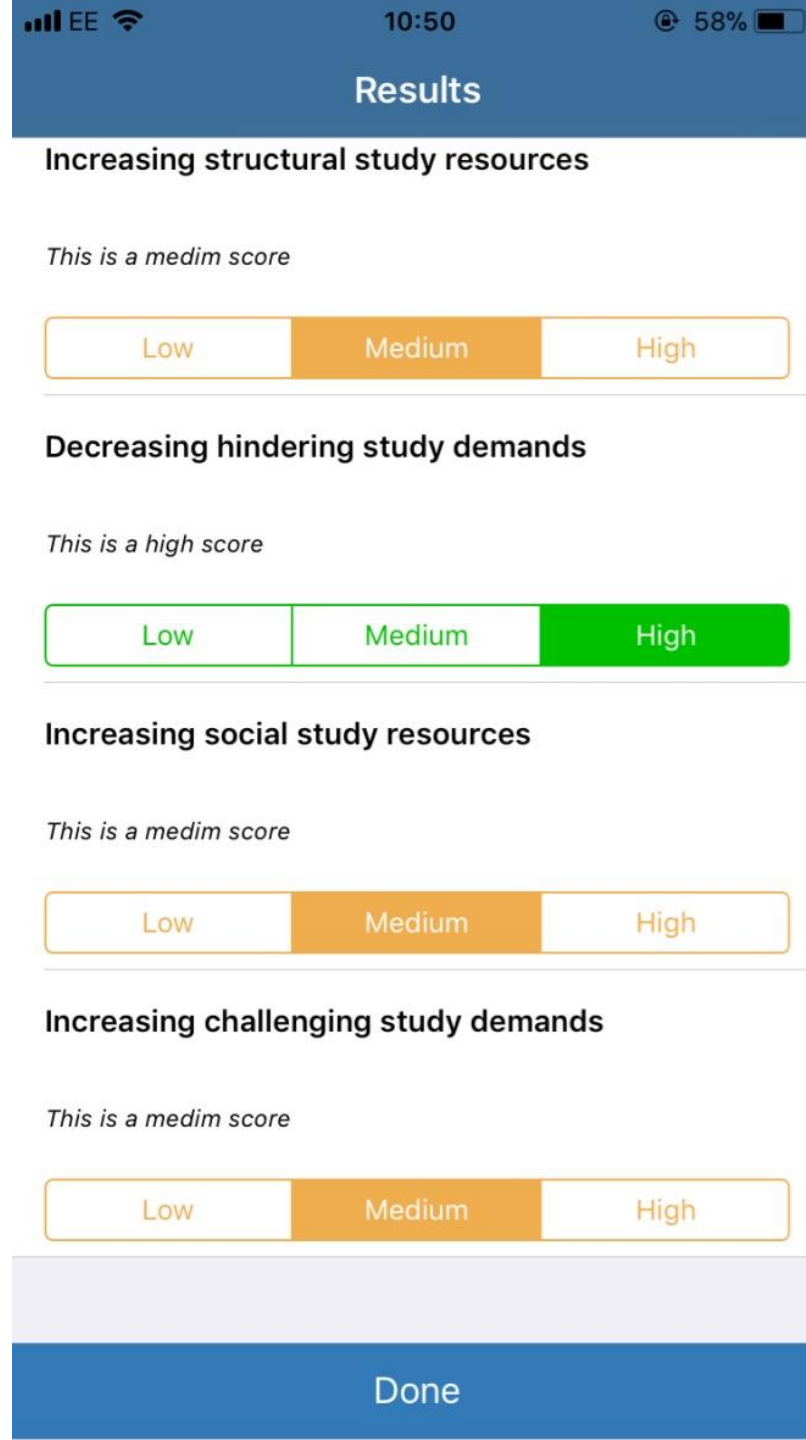 EE 10:50 58%
Results
Increasing structural study resources
This is a medim score
Low Medium High
Decreasing hindering study demands
This is a high score
Low Medium High
Increasing social study resources
This is a medim score
Low Medium High
Increasing challenging study demands
This is a medim score
Low Medium High
Done